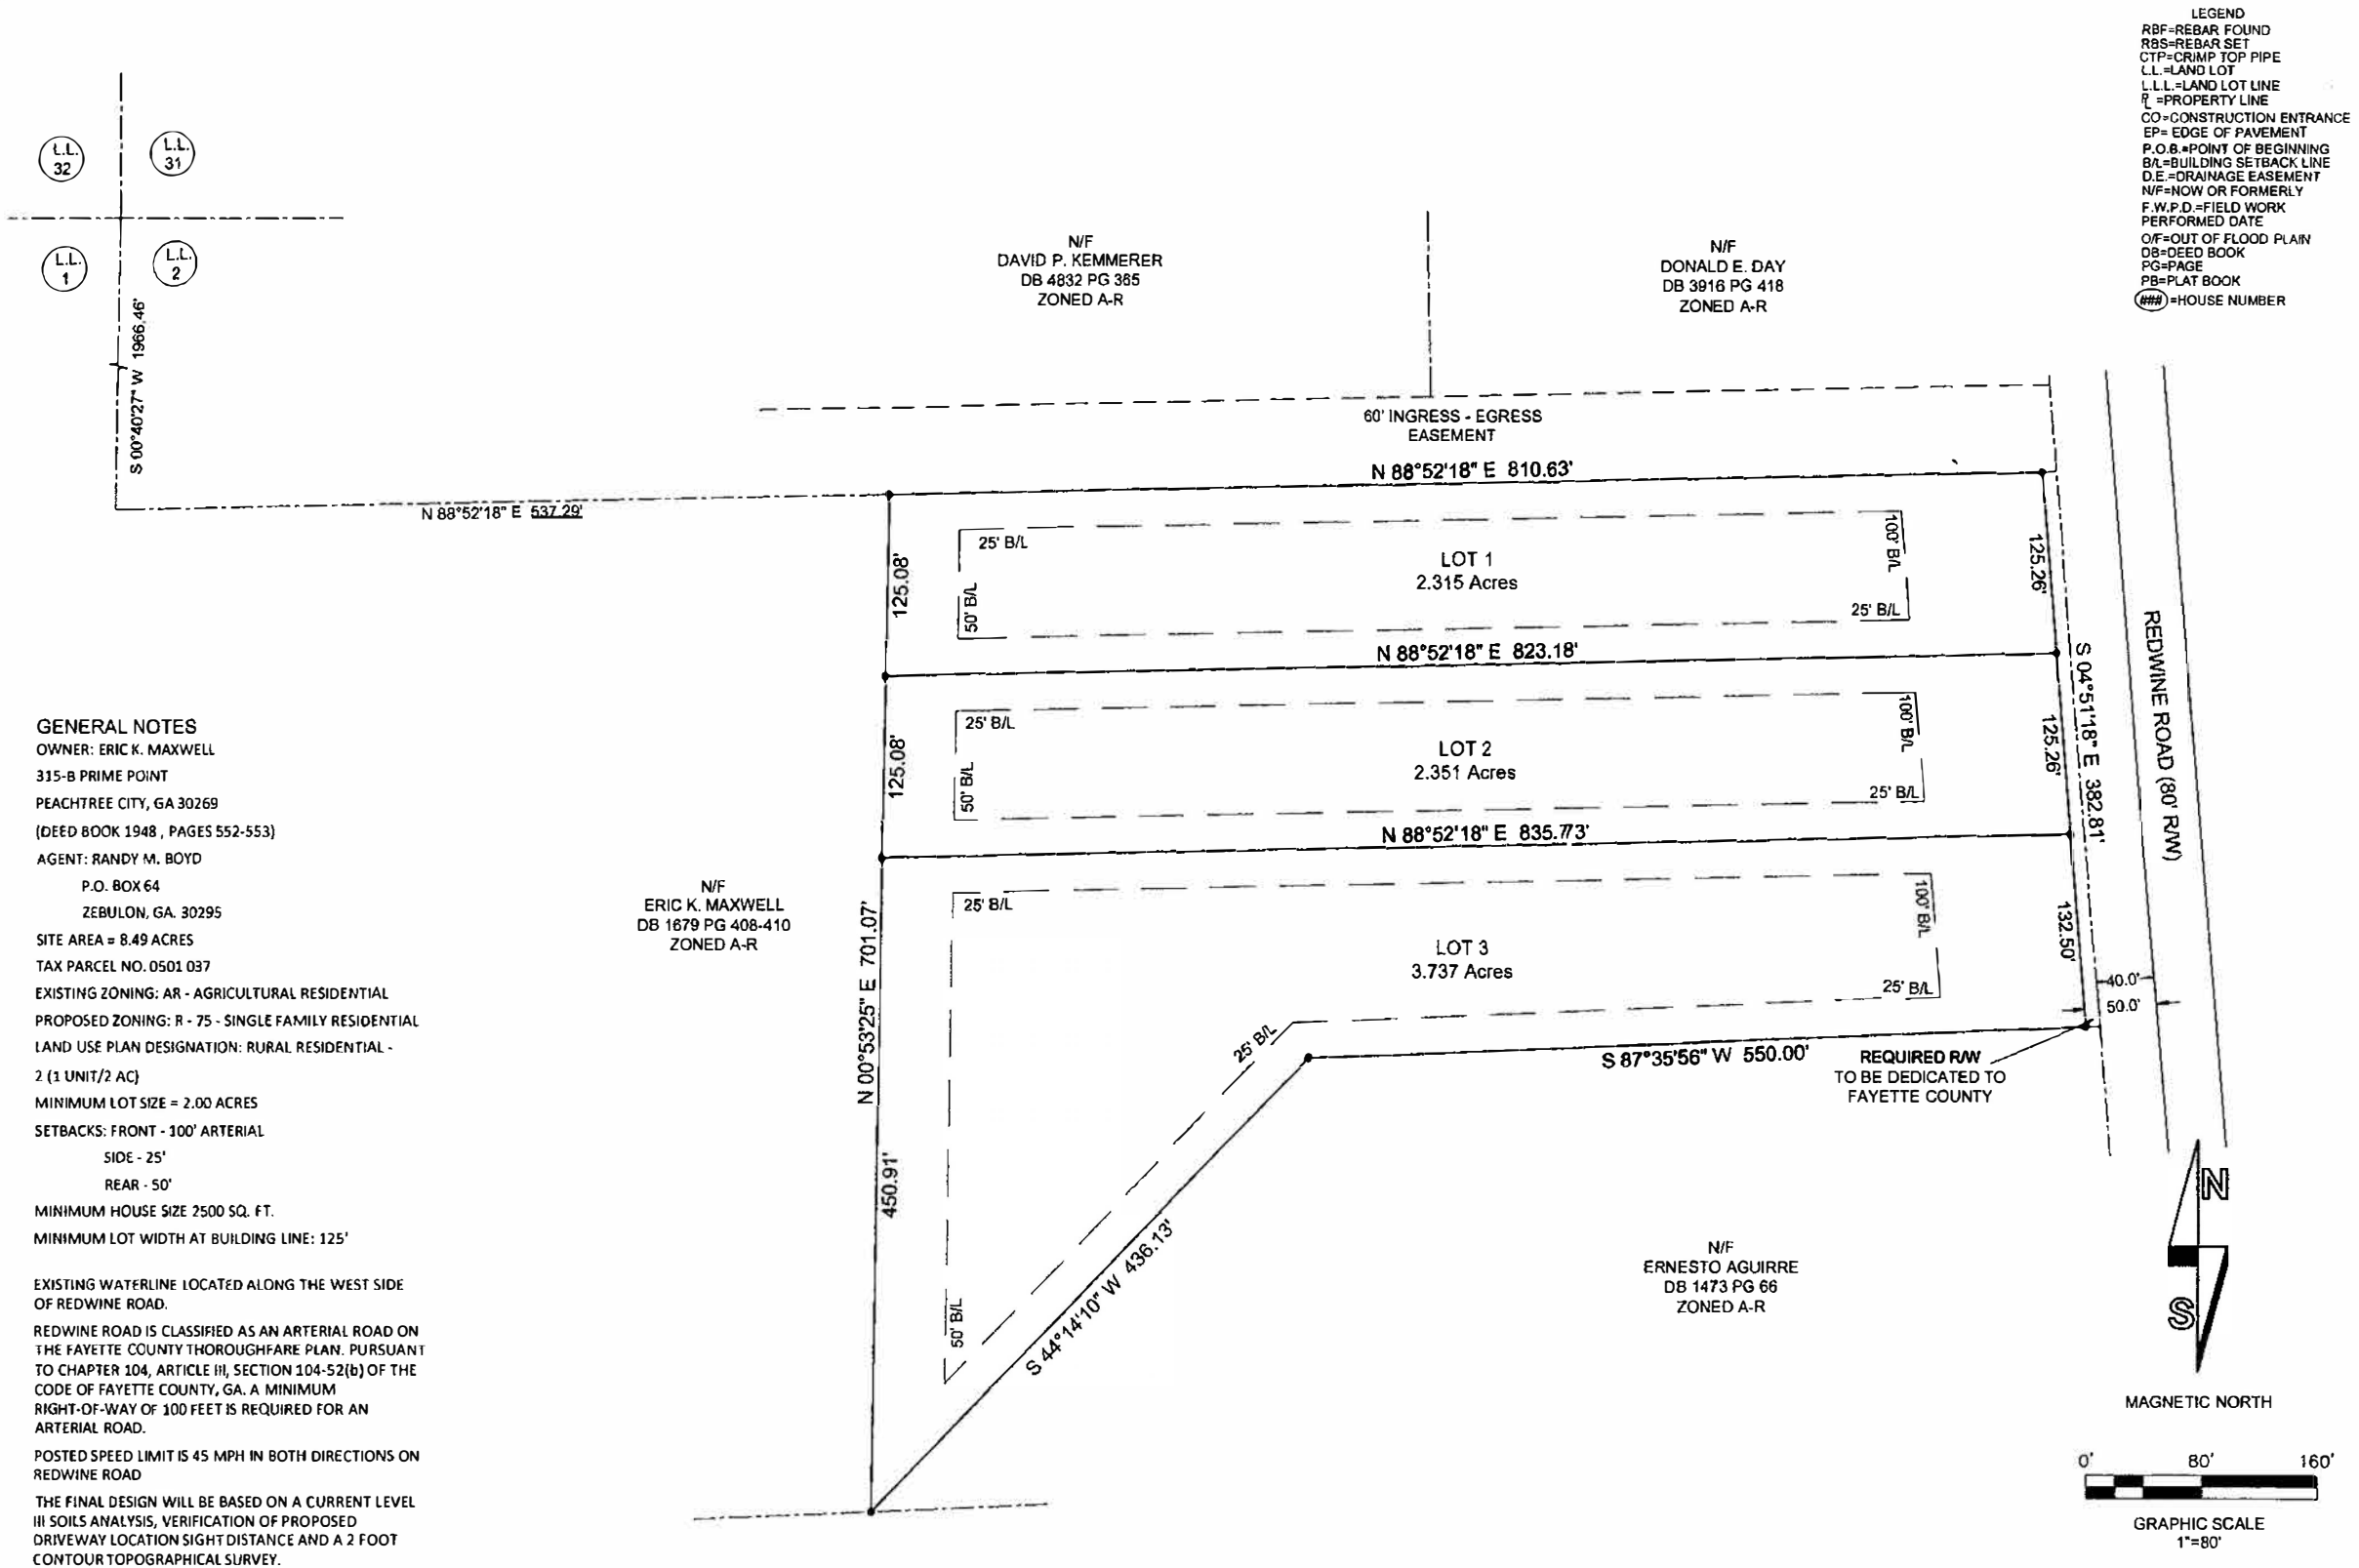 LEGEND
RBF=REBAR FOUND
RBS=REBAR SET
CTP=CRIMP TOP PIPE
L.L.=LAND LOT
L.L.L.=LAND LOT LINE
=PROPERTY LINE
CO=CONSTRUCTION ENTRANCE
EP= EDGE OF PAVEMENT
P.O.B.=POINT OF BEGINNING
B/L=BUILDING SETBACK LINE
D.E.=DRAINAGE EASEMENT
N/F=NOW OR FORMERLY
F.W.P.D.=FIELD WORK
PERFORMED DATE
O/F=OUT OF FLOOD PLAIN
DB=DEED BOOK
PG=PAGE
PB=PLAT BOOK
### =HOUSE NUMBER
L.L.
32
L.L.
31
L.L.
1
L.L.
2
S 00°40'27" W 1966.46'
N 88°52'18" E 537.29'
N/F
DAVID P. KEMMERER
DB 4832 PG 365
ZONED A-R
N/F
DONALD E. DAY
DB 3916 PG 418
ZONED A-R
60' INGRESS - EGRESS
EASEMENT
N 88°52'18" E 810.63'
25' B/L
100' B/L
LOT 1
2.315 Acres
125.08'
50' B/L
25' B/L
125.26'
N 88°52'18" E 823.18'
25' B/L
100' B/L
LOT 2
2.351 Acres
125.08'
50' B/L
25' B/L
125.26'
N 88°52'18" E 835.73'
S 04°51'18" E 382.81'
REDWINE ROAD (80' R/W)
25' B/L
100' B/L
LOT 3
3.737 Acres
132.50'
25' B/L
40.0'
50.0'
25' B/L
S 87°35'56" W 550.00'
REQUIRED R/W
TO BE DEDICATED TO
FAYETTE COUNTY
N/F
ERIC K. MAXWELL
DB 1679 PG 408-410
ZONED A-R
N 00°53'25" E 701.07'
450.91'
50' B/L
S 44°14'10" W 436.13'
N/F
ERNESTO AGUIRRE
DB 1473 PG 66
ZONED A-R
GENERAL NOTES
OWNER: ERIC K. MAXWELL
315-B PRIME POINT
PEACHTREE CITY, GA 30269
(DEED BOOK 1948 , PAGES 552-553)
AGENT: RANDY M. BOYD
P.O. BOX 64
ZEBULON, GA. 30295
SITE AREA = 8.49 ACRES
TAX PARCEL NO. 0501 037
EXISTING ZONING: AR - AGRICULTURAL RESIDENTIAL
PROPOSED ZONING: R - 75 - SINGLE FAMILY RESIDENTIAL
LAND USE PLAN DESIGNATION: RURAL RESIDENTIAL -
2 (1 UNIT/2 AC)
MINIMUM LOT SIZE = 2.00 ACRES
SETBACKS: FRONT - 100' ARTERIAL
SIDE - 25'
REAR - 50'
MINIMUM HOUSE SIZE 2500 SQ. FT.
MINIMUM LOT WIDTH AT BUILDING LINE: 125'
EXISTING WATERLINE LOCATED ALONG THE WEST SIDE
OF REDWINE ROAD.
REDWINE ROAD IS CLASSIFIED AS AN ARTERIAL ROAD ON
THE FAYETTE COUNTY THOROUGHFARE PLAN. PURSUANT
TO CHAPTER 104, ARTICLE III, SECTION 104-52(b) OF THE
CODE OF FAYETTE COUNTY, GA. A MINIMUM
RIGHT-OF-WAY OF 100 FEET IS REQUIRED FOR AN
ARTERIAL ROAD.
POSTED SPEED LIMIT IS 45 MPH IN BOTH DIRECTIONS ON
REDWINE ROAD
THE FINAL DESIGN WILL BE BASED ON A CURRENT LEVEL
III SOILS ANALYSIS, VERIFICATION OF PROPOSED
DRIVEWAY LOCATION SIGHT DISTANCE AND A 2 FOOT
CONTOUR TOPOGRAPHICAL SURVEY.
N
S
MAGNETIC NORTH
0' 80' 160'
GRAPHIC SCALE
1"=80'